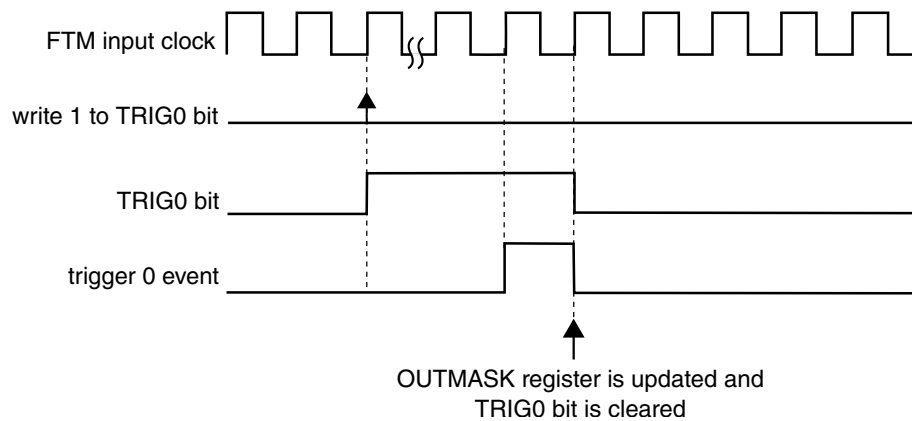 FTM input clock
write 1 to TRIG0 bit
TRIG0 bit
trigger 0 event
OUTMASK register is updated and
TRIG0 bit is cleared